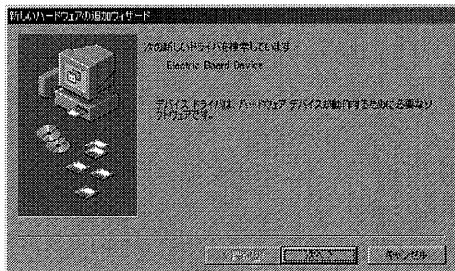 新しいハードウェアの追加ウィザード
次の新しいドライバを検索しています:
Electric Board Device
デバイス ドライバは、ハードウェア デバイスが動作するために必要なソ
フトウェアです。
次へ >
キャンセル